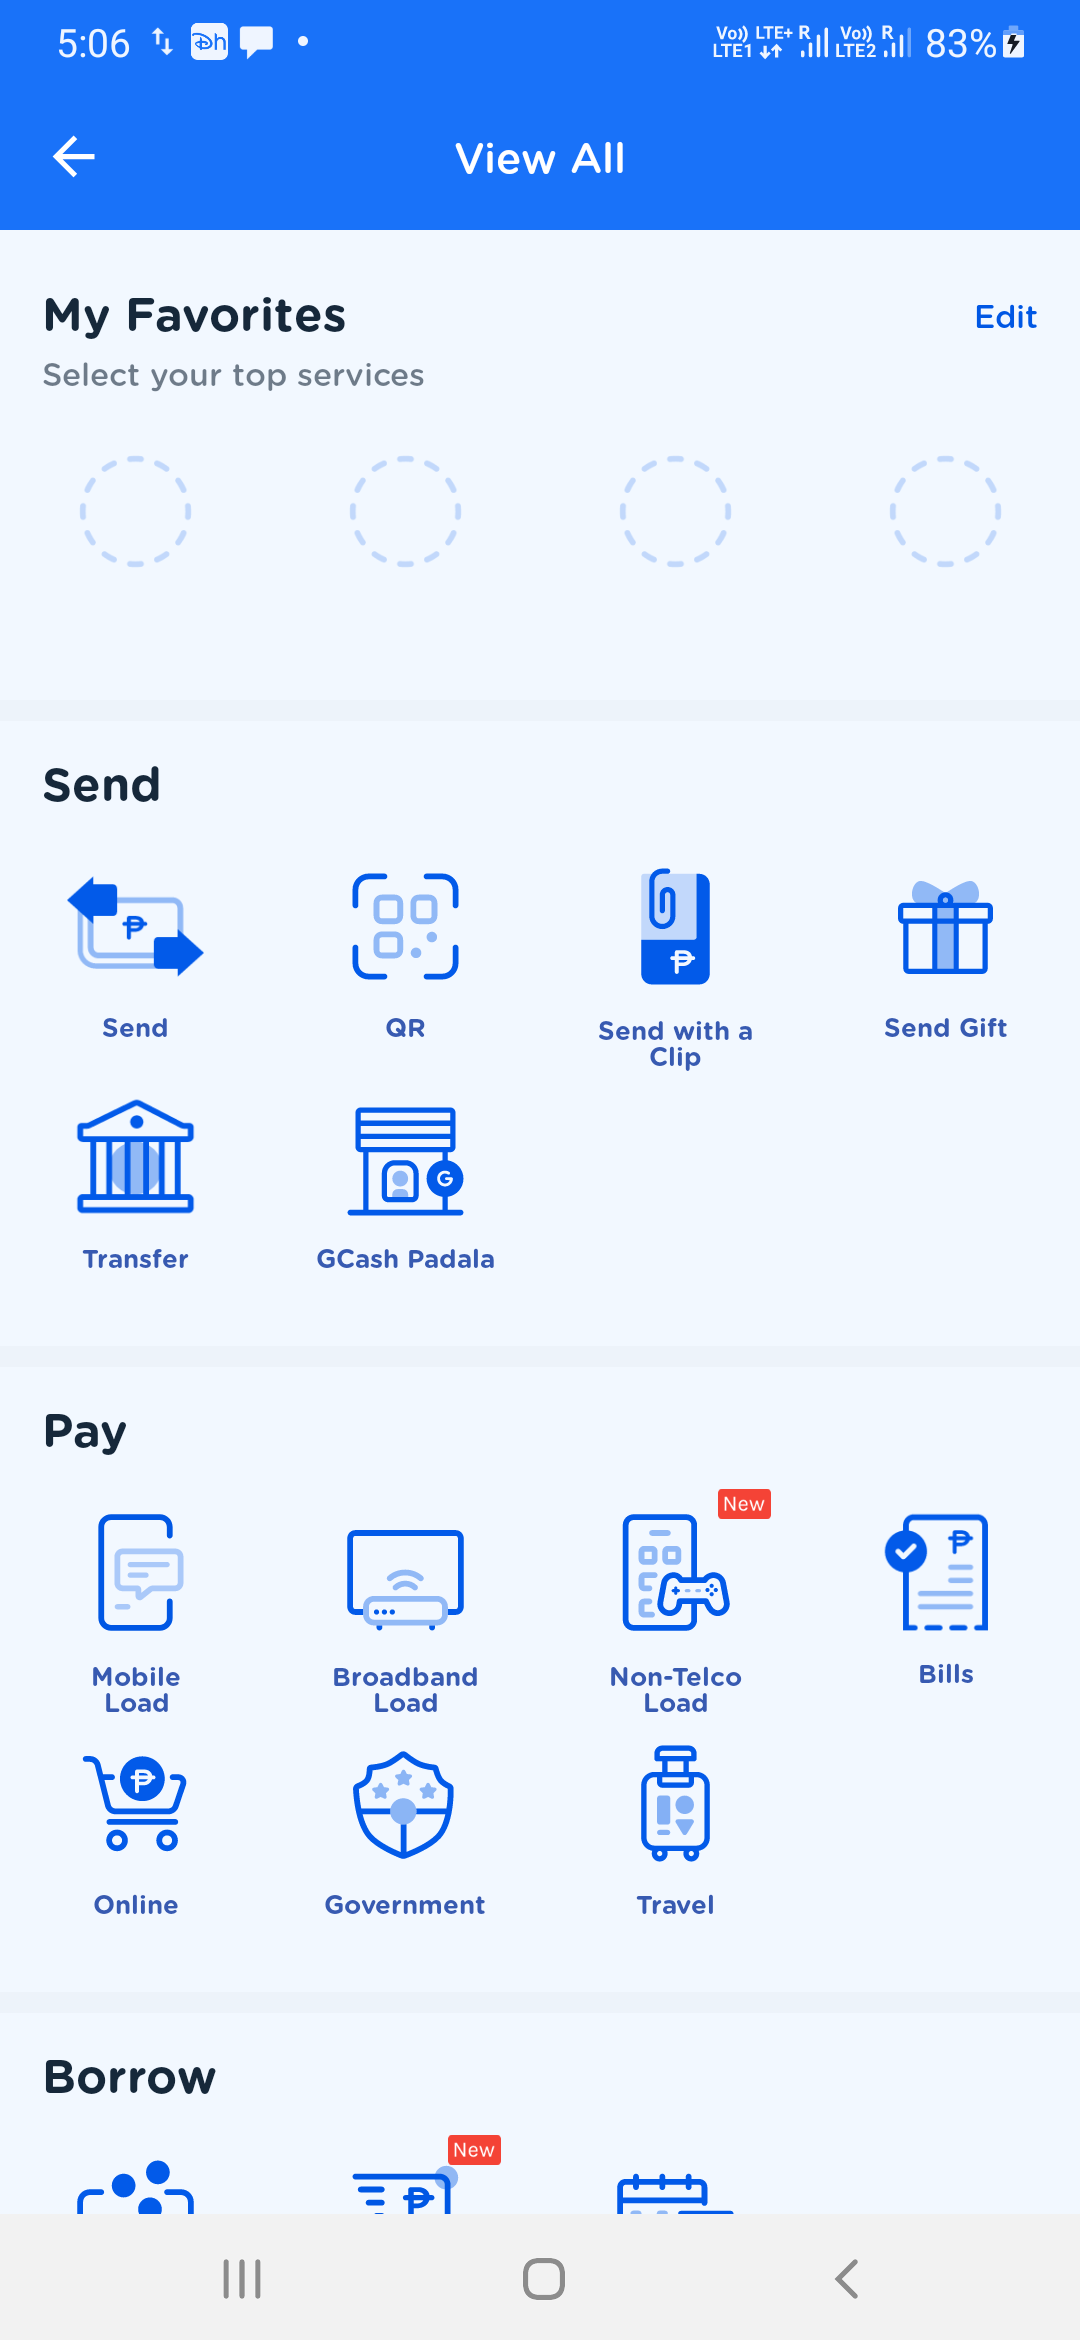 5:06
Vo)) LTE+ R Vo)) R 83%
LTE1 LTE2
View All
My Favorites
Edit
Select your top services
Send
Send
QR
Send with a
Clip
Send Gift
G
Transfer
GCash Padala
Pay
New
Mobile
Load
Broadband
Load
Non-Telco
Load
Bills
Online
Government
Travel
Borrow
New